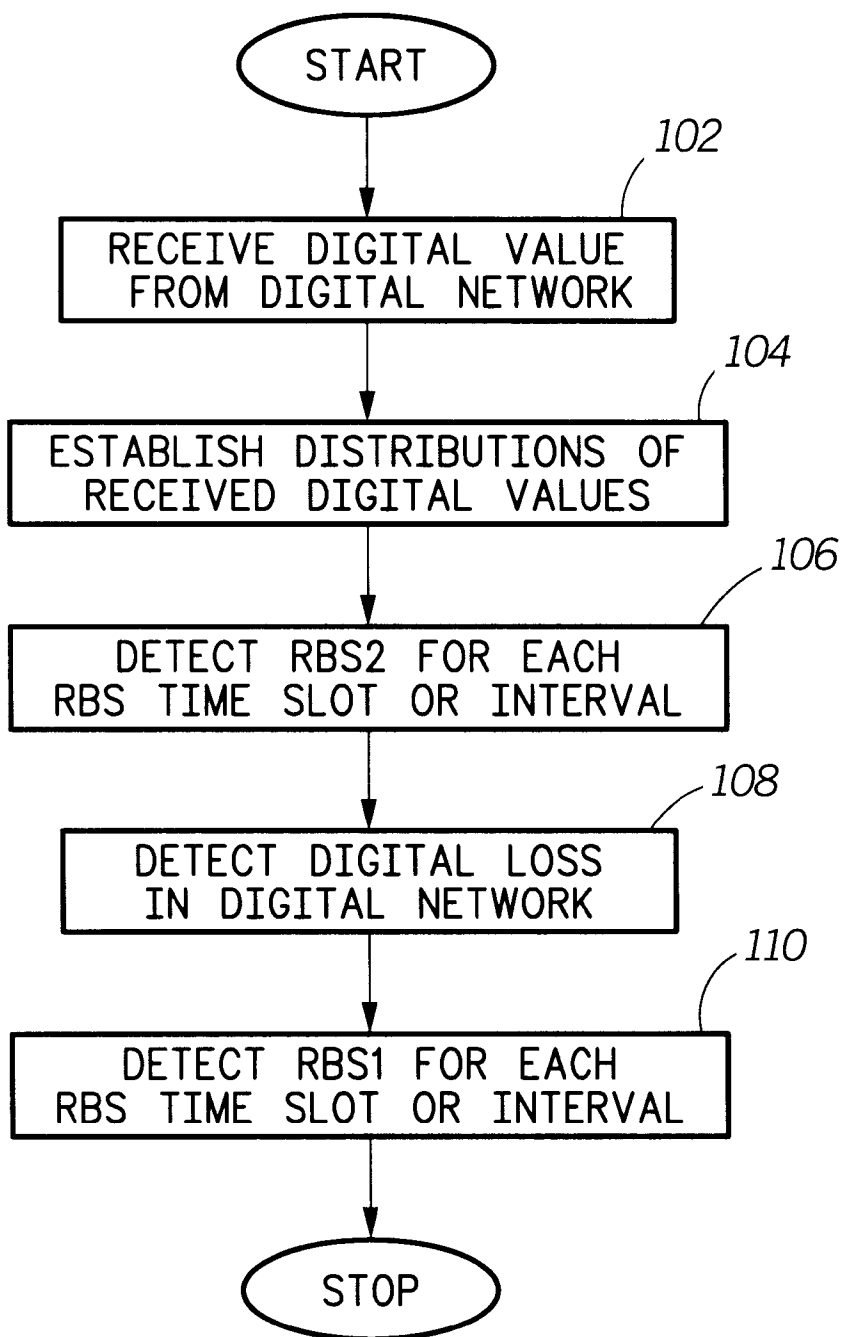 START
102
RECEIVE DIGITAL VALUE
FROM DIGITAL NETWORK
104
ESTABLISH DISTRIBUTIONS OF
RECEIVED DIGITAL VALUES
106
DETECT RBS2 FOR EACH
RBS TIME SLOT OR INTERVAL
108
DETECT DIGITAL LOSS
IN DIGITAL NETWORK
110
DETECT RBS1 FOR EACH
RBS TIME SLOT OR INTERVAL
STOP